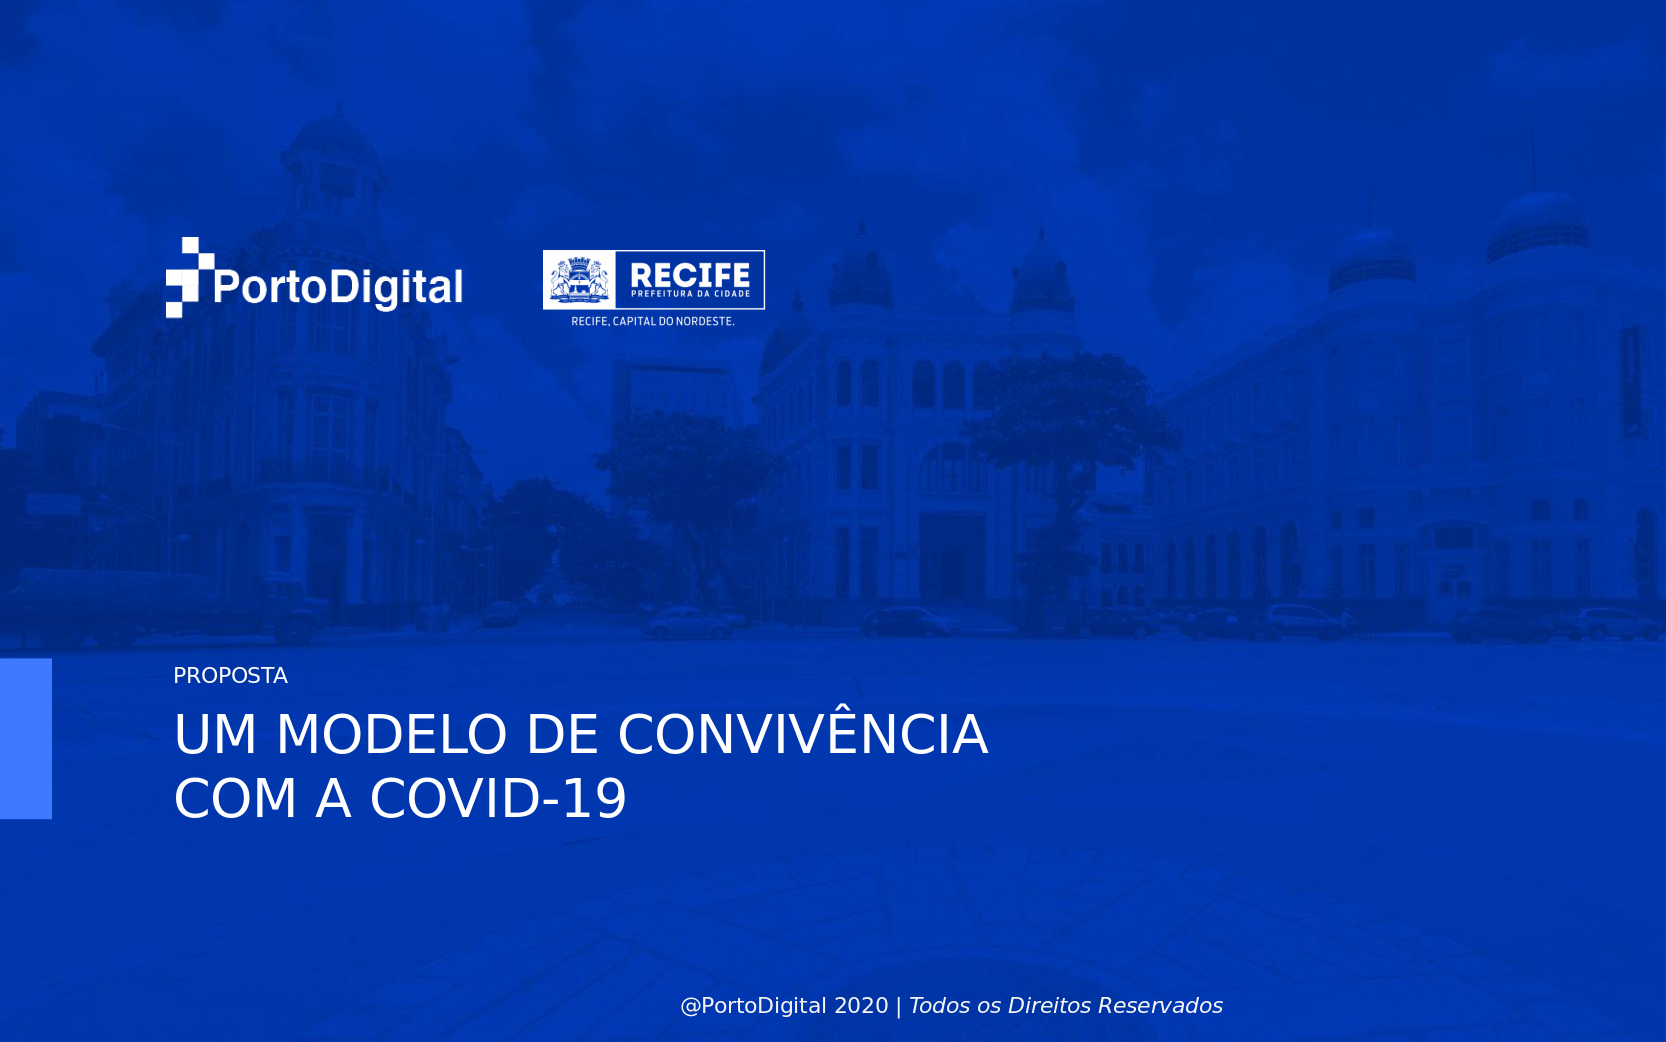 PortoDigital
RECIFE
PREFEITURA DA CIDADE
RECIFE, CAPITAL DO NORDESTE.
PROPOSTA
UM MODELO DE CONVIVÊNCIA
COM A COVID-19
@PortoDigital 2020 | Todos os Direitos Reservados